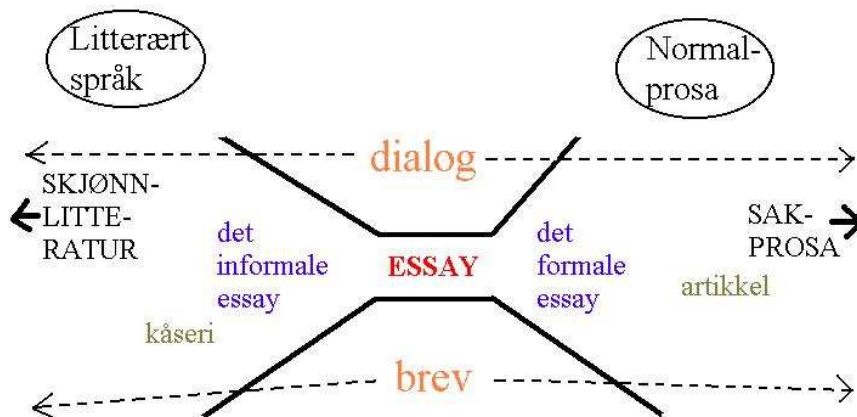 Litterært
språk
Normal-
prosa
dialog
SKJØNN-
LITTE-
RATUR
SAK-
PROSA
det
informale
essay
ESSAY
det
formale
essay
artikkel
kåseri
brev